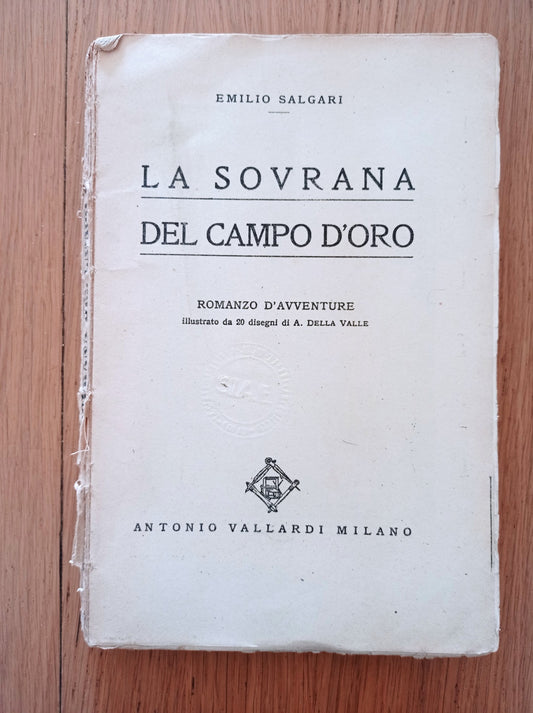 EMILIO SALGARI
LA SOVRANA
DEL CAMPO D'ORO
ROMANZO D'AVVENTURE
illustrato da 20 disegni di A. DELLA VALLE
SIAE
ANTONIO VALLARDI MILANO